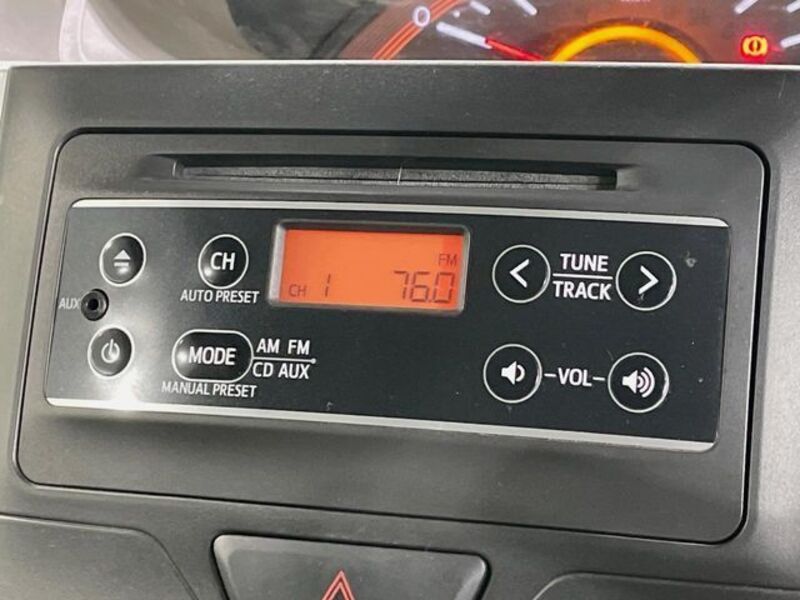 0
CH
AUTO PRESET
FM
CH 1 76.0
TUNE
TRACK
AUX
MODE
AM FM
CD AUX
MANUAL PRESET
VOL